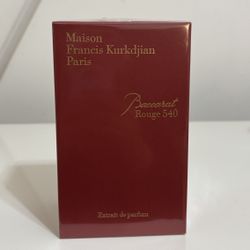 Maison
Francis Kurkdjian
Paris
Baccarat
Rouge 540
Extrait de parfum